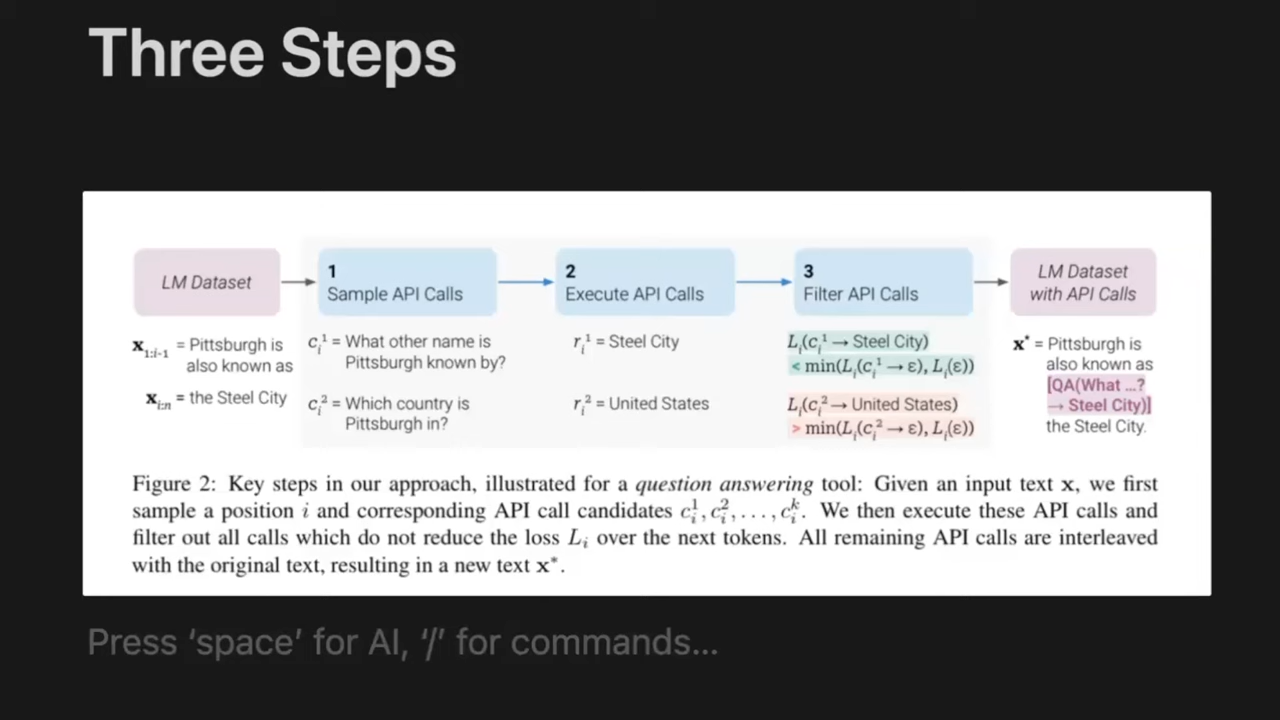 Three Steps
LM Dataset
1
Sample API Calls
2
Execute API Calls
3
Filter API Calls
LM Dataset
with API Calls
x₁:ᵢ₋₁ = Pittsburgh is
also known as
xᵢ:ₙ = the Steel City
cᵢ¹ = What other name is
Pittsburgh known by?
cᵢ² = Which country is
Pittsburgh in?
rᵢ¹ = Steel City
rᵢ² = United States
Lᵢ(cᵢ¹ → Steel City)
< min(Lᵢ(cᵢ¹ → ε), Lᵢ(ε))
Lᵢ(cᵢ² → United States)
> min(Lᵢ(cᵢ² → ε), Lᵢ(ε))
x* = Pittsburgh is
also known as
[QA(What ...?
→ Steel City)]
the Steel City.
Figure 2: Key steps in our approach, illustrated for a question answering tool: Given an input text x, we first
sample a position i and corresponding API call candidates cᵢ¹, cᵢ², . . . , cᵢᵏ. We then execute these API calls and
filter out all calls which do not reduce the loss Lᵢ over the next tokens. All remaining API calls are interleaved
with the original text, resulting in a new text x*.
Press ‘space’ for AI, ‘/’ for commands...